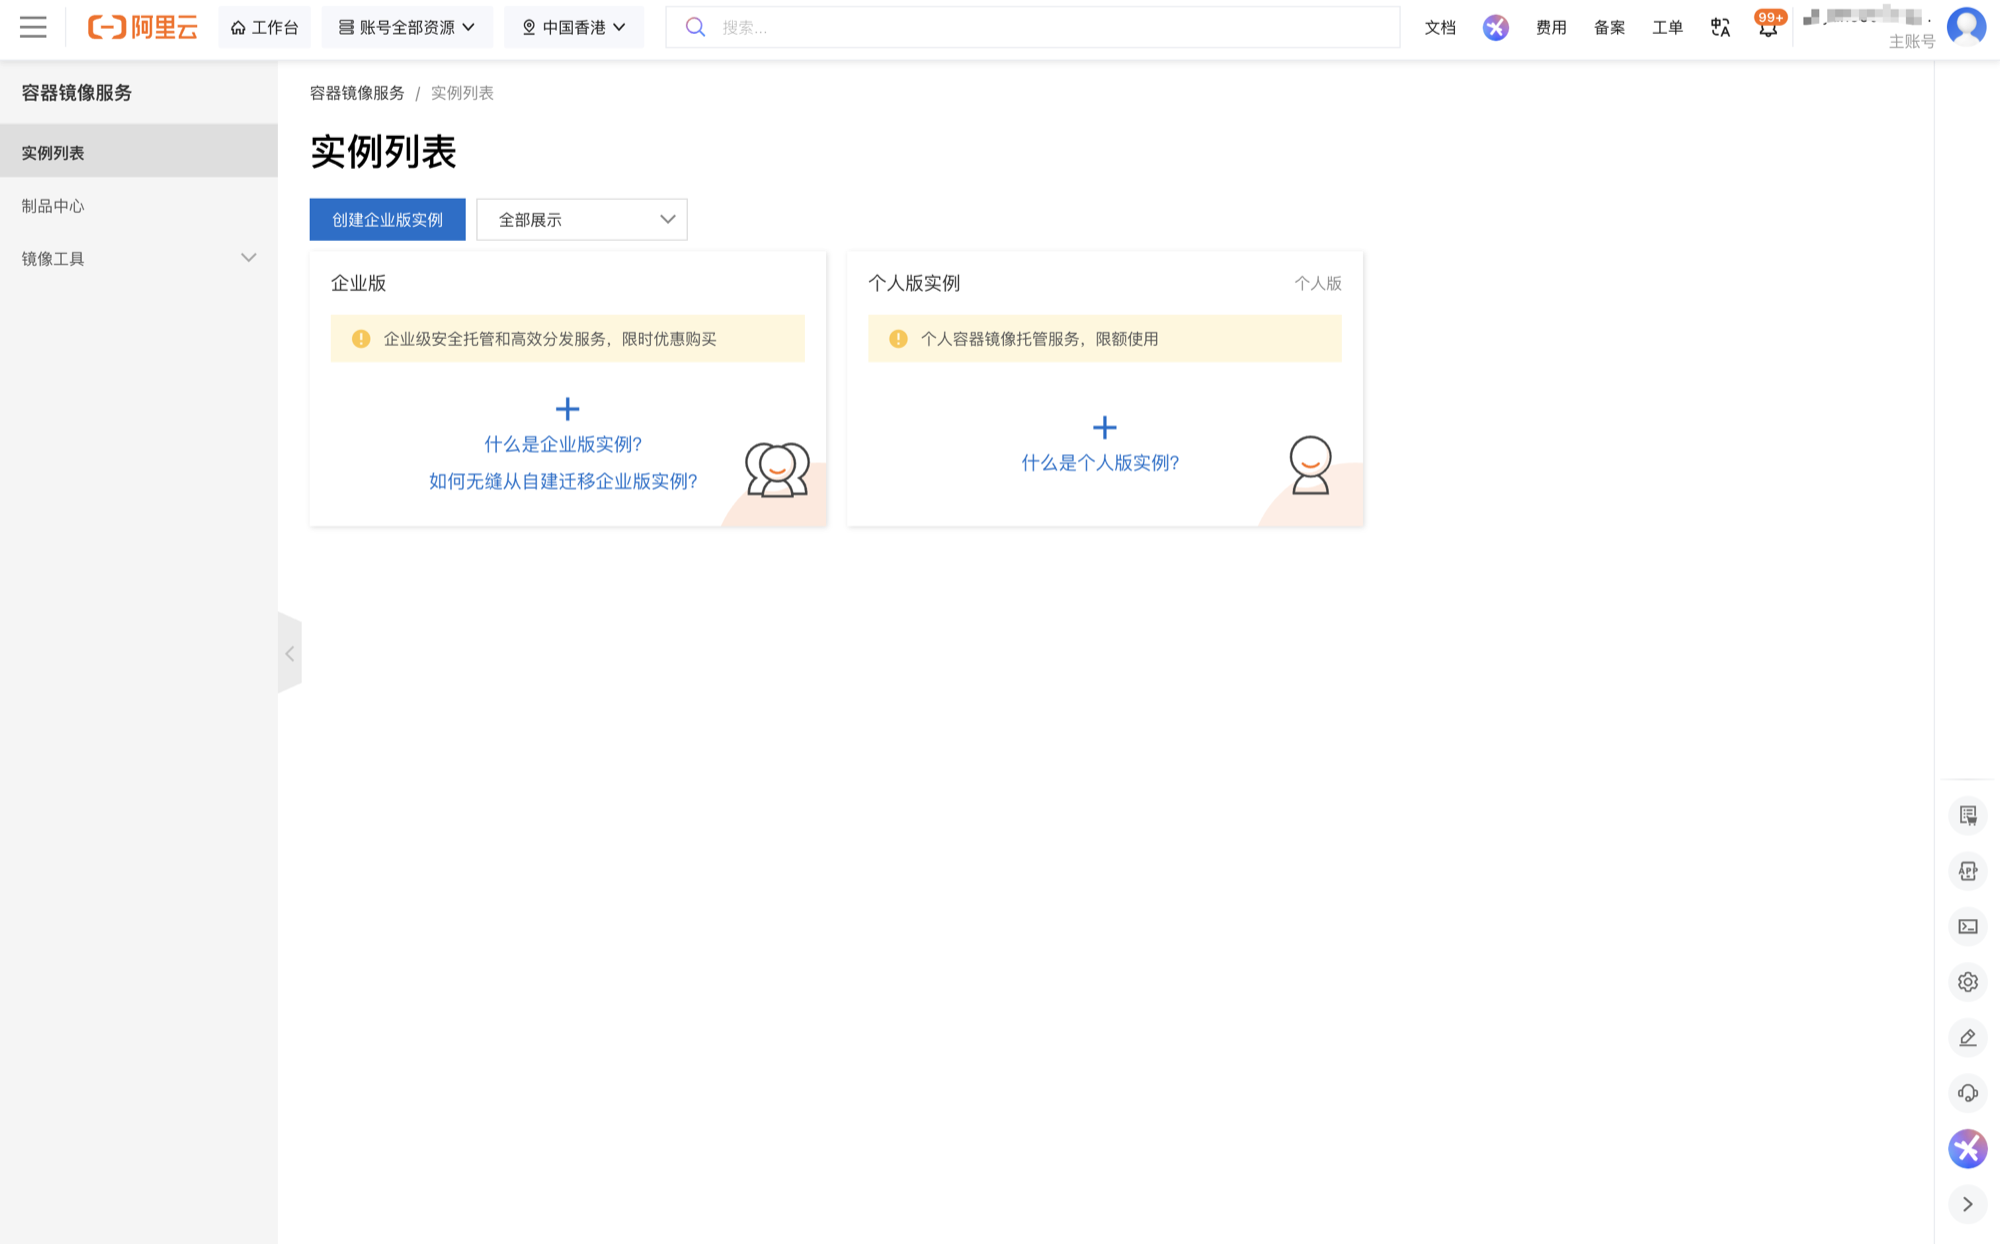 阿里云
工作台
账号全部资源
中国香港
搜索...
文档
费用
备案
工单
99+
主账号
容器镜像服务
实例列表
制品中心
镜像工具
容器镜像服务 / 实例列表
实例列表
创建企业版实例
全部展示
企业版
企业级安全托管和高效分发服务，限时优惠购买
什么是企业版实例?
如何无缝从自建迁移企业版实例?
个人版实例
个人版
个人容器镜像托管服务，限额使用
什么是个人版实例?
APP